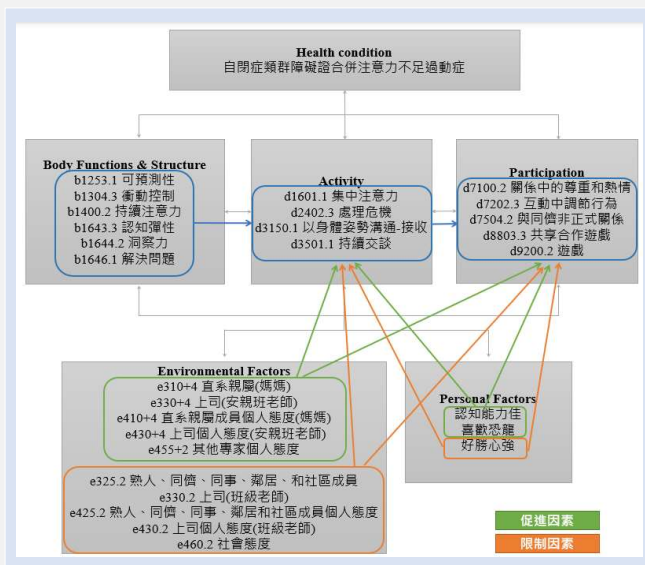 Health condition
自閉症類群障礙證合併注意力不足過動症
Body Functions & Structure
b1253.1 可預測性
b1304.3 衝動控制
b1400.2 持續注意力
b1643.3 認知彈性
b1644.2 洞察力
b1646.1 解決問題
Activity
d1601.1 集中注意力
d2402.3 處理危機
d3150.1 以身體姿勢溝通-接收
d3501.1 持續交談
Participation
d7100.2 關係中的尊重和熱情
d7202.3 互動中調節行為
d7504.2 與同儕非正式關係
d8803.3 共享合作遊戲
d9200.2 遊戲
Environmental Factors
e310+4 直系親屬(媽媽)
e330+4 上司(安親班老師)
e410+4 直系親屬成員個人態度(媽媽)
e430+4 上司個人態度(安親班老師)
e455+2 其他專家個人態度
e325.2 熟人、同儕、同事、鄰居、和社區成員
e330.2 上司(班級老師)
e425.2 熟人、同儕、同事、鄰居和社區成員個人態度
e430.2 上司個人態度(班級老師)
e460.2 社會態度
Personal Factors
認知能力佳
喜歡恐龍
好勝心強
促進因素
限制因素